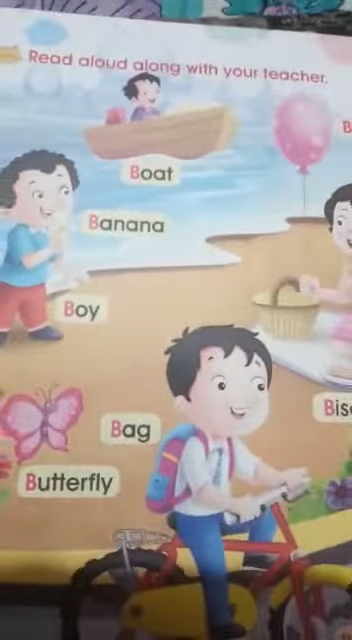 Read aloud along with your teacher.
Boat
Banana
Boy
Bag
Butterfly